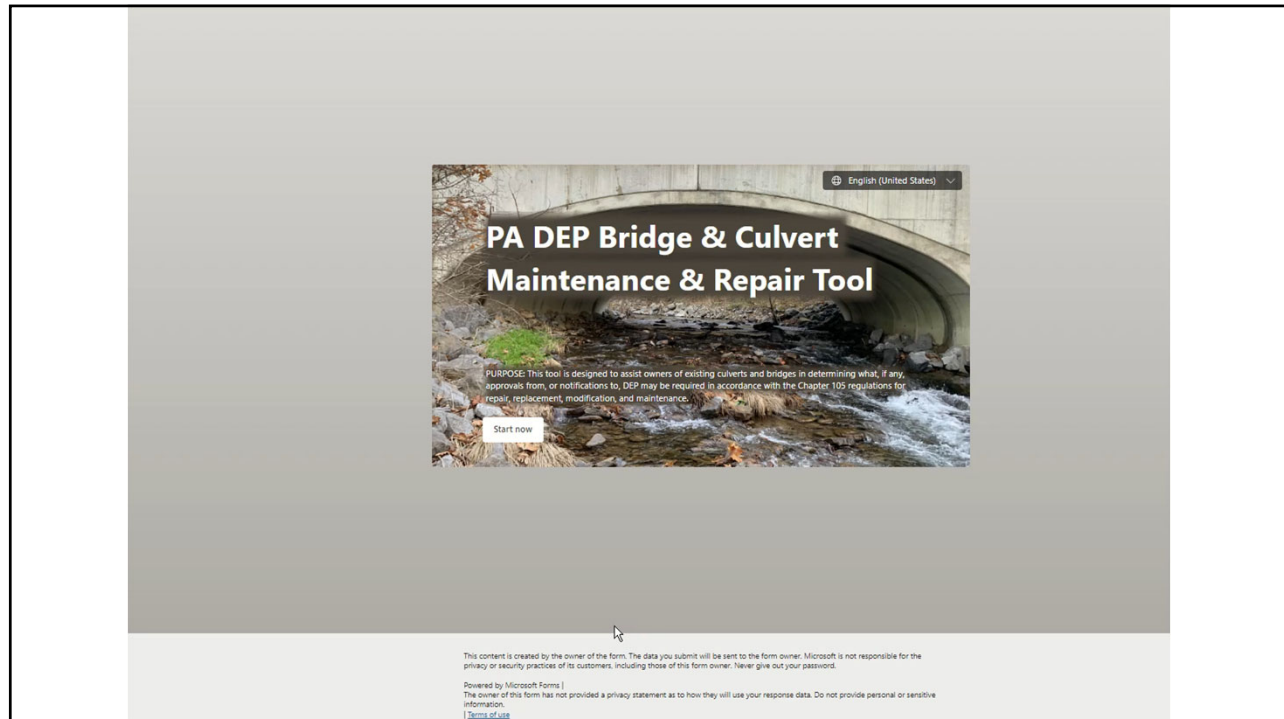 English (United States)
PA DEP Bridge & Culvert
Maintenance & Repair Tool
PURPOSE: This tool is designed to assist owners of existing culverts and bridges in determining what, if any,
approvals from, or notifications to, DEP may be required in accordance with the Chapter 105 regulations for
repair, replacement, modification, and maintenance.
Start now
This content is created by the owner of the form. The data you submit will be sent to the form owner. Microsoft is not responsible for the
privacy or security practices of its customers, including those of this form owner. Never give out your password.
Powered by Microsoft Forms |
The owner of this form has not provided a privacy statement as to how they will use your response data. Do not provide personal or sensitive
information.
| Terms of use